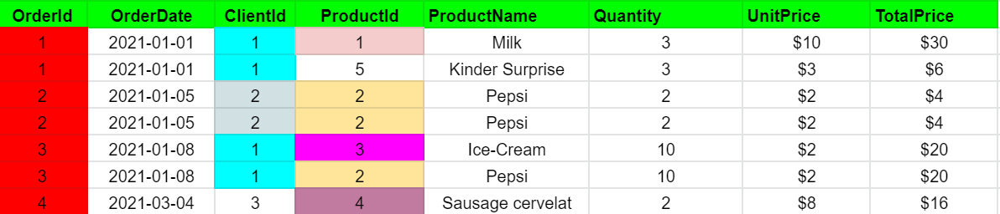 OrderId OrderDate ClientId ProductId ProductName Quantity UnitPrice TotalPrice
1 2021-01-01 1 1 Milk 3 $10 $30
1 2021-01-01 1 5 Kinder Surprise 3 $3 $6
2 2021-01-05 2 2 Pepsi 2 $2 $4
2 2021-01-05 2 2 Pepsi 2 $2 $4
3 2021-01-08 1 3 Ice-Cream 10 $2 $20
3 2021-01-08 1 2 Pepsi 10 $2 $20
4 2021-03-04 3 4 Sausage cervelat 2 $8 $16